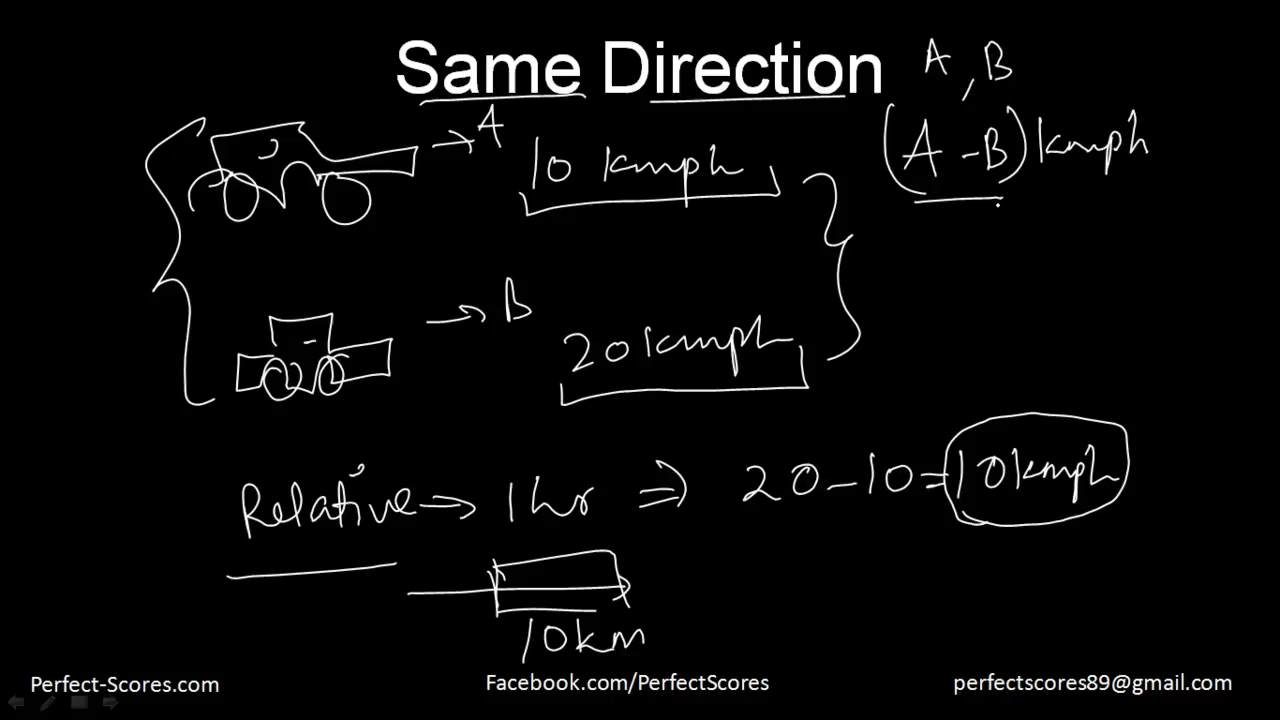 Same Direction
A, B
→ A
10 kmph
(A - B) kmph
→ B
20 kmph
Relative → 1 hr ⇒ 20 - 10 = 10 kmph
10 km
Perfect-Scores.com
Facebook.com/PerfectScores
perfectscores89@gmail.com